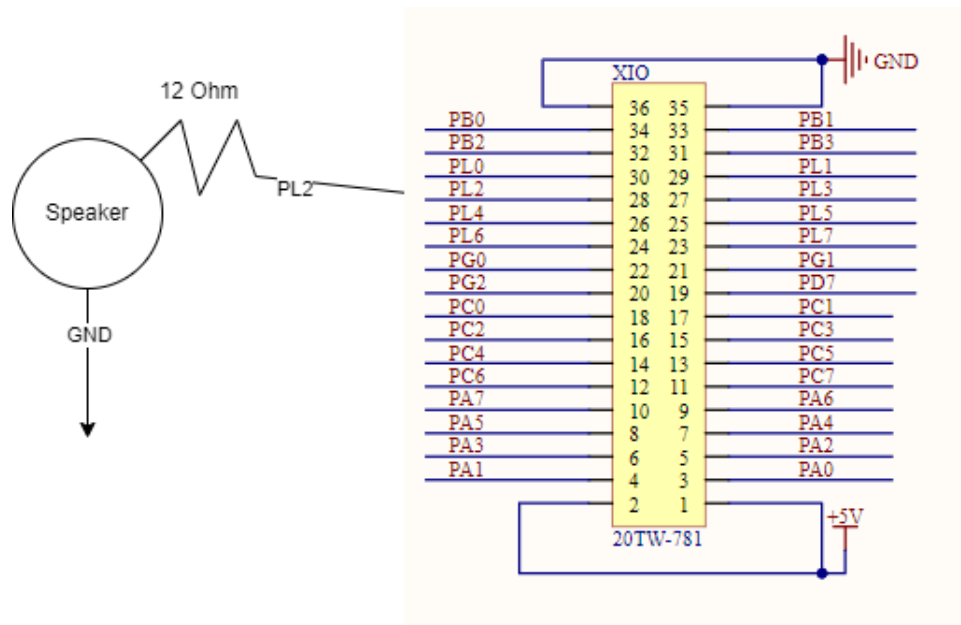 12 Ohm
Speaker
PL2
GND
XIO
GND
36 35
PB0 34 33 PB1
PB2 32 31 PB3
PL0 30 29 PL1
PL2 28 27 PL3
PL4 26 25 PL5
PL6 24 23 PL7
PG0 22 21 PG1
PG2 20 19 PD7
PC0 18 17 PC1
PC2 16 15 PC3
PC4 14 13 PC5
PC6 12 11 PC7
PA7 10 9 PA6
PA5 8 7 PA4
PA3 6 5 PA2
PA1 4 3 PA0
2 1
+5V
20TW-781